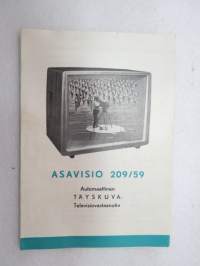 ASAVISIO 209/59
Automaattinen
TÄYSKUVA-
Televisiovastaanotin